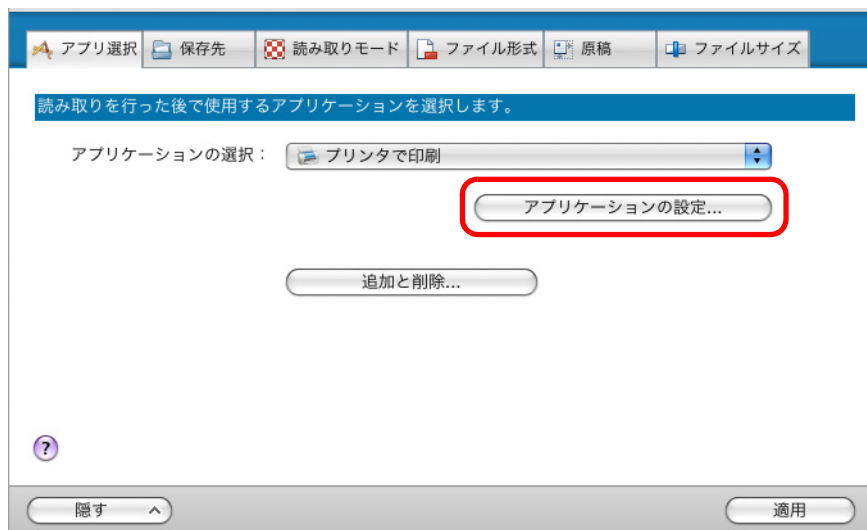 アプリ選択 保存先 読み取りモード ファイル形式 原稿 ファイルサイズ
読み取りを行った後で使用するアプリケーションを選択します。
アプリケーションの選択： プリンタで印刷
アプリケーションの設定...
追加と削除...
?
隠す 適用